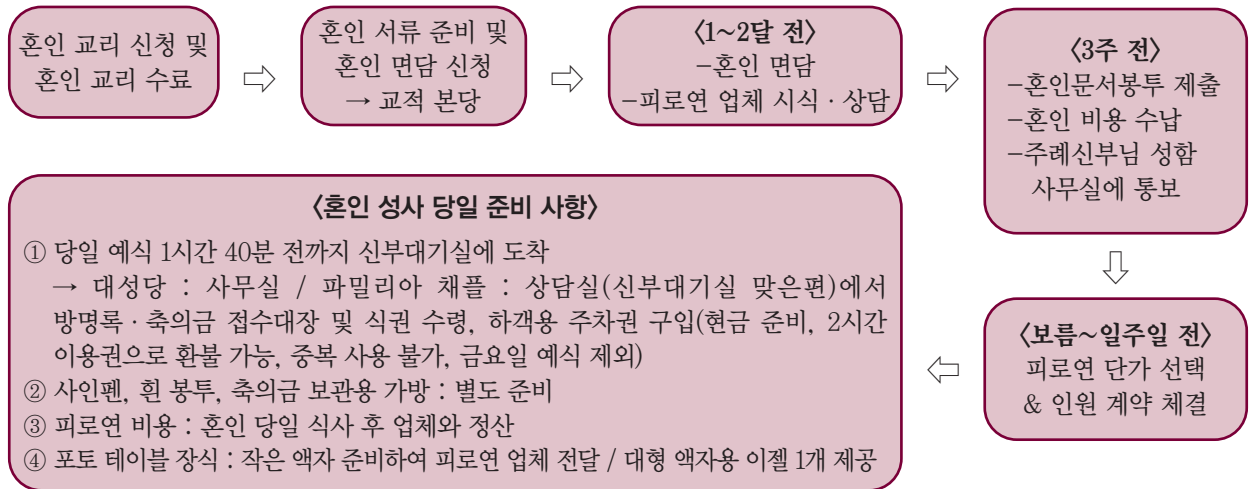 혼인 교리 신청 및
혼인 교리 수료
혼인 서류 준비 및
혼인 면담 신청
→ 교적 본당
〈1~2달 전〉
-혼인 면담
-피로연 업체 시식 · 상담
〈3주 전〉
-혼인문서봉투 제출
-혼인 비용 수납
-주례신부님 성함
사무실에 통보
〈보름~일주일 전〉
피로연 단가 선택
& 인원 계약 체결
〈혼인 성사 당일 준비 사항〉
① 당일 예식 1시간 40분 전까지 신부대기실에 도착
→ 대성당 : 사무실 / 파밀리아 채플 : 상담실(신부대기실 맞은편)에서
방명록 · 축의금 접수대장 및 식권 수령, 하객용 주차권 구입(현금 준비, 2시간
이용권으로 환불 가능, 중복 사용 불가, 금요일 예식 제외)
② 사인펜, 흰 봉투, 축의금 보관용 가방 : 별도 준비
③ 피로연 비용 : 혼인 당일 식사 후 업체와 정산
④ 포토 테이블 장식 : 작은 액자 준비하여 피로연 업체 전달 / 대형 액자용 이젤 1개 제공